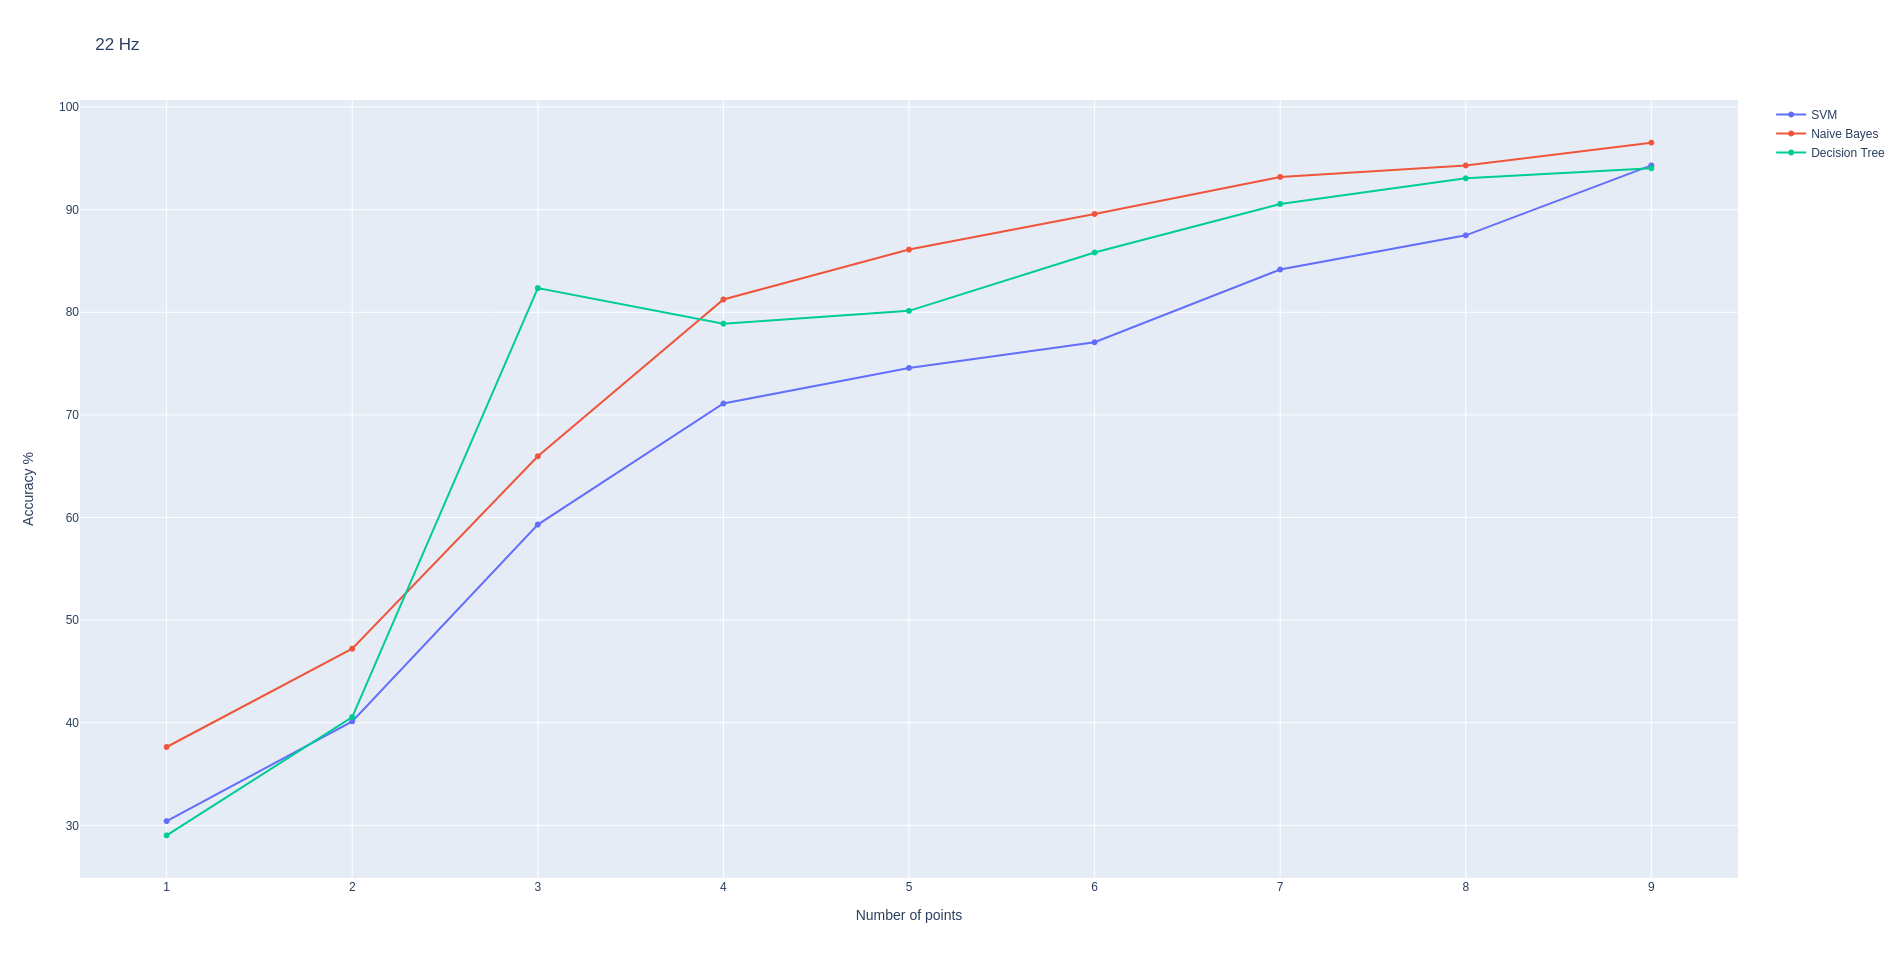 22 Hz
100
90
80
70
60
50
40
30
Accuracy %
1 2 3 4 5 6 7 8 9
Number of points
SVM
Naive Bayes
Decision Tree